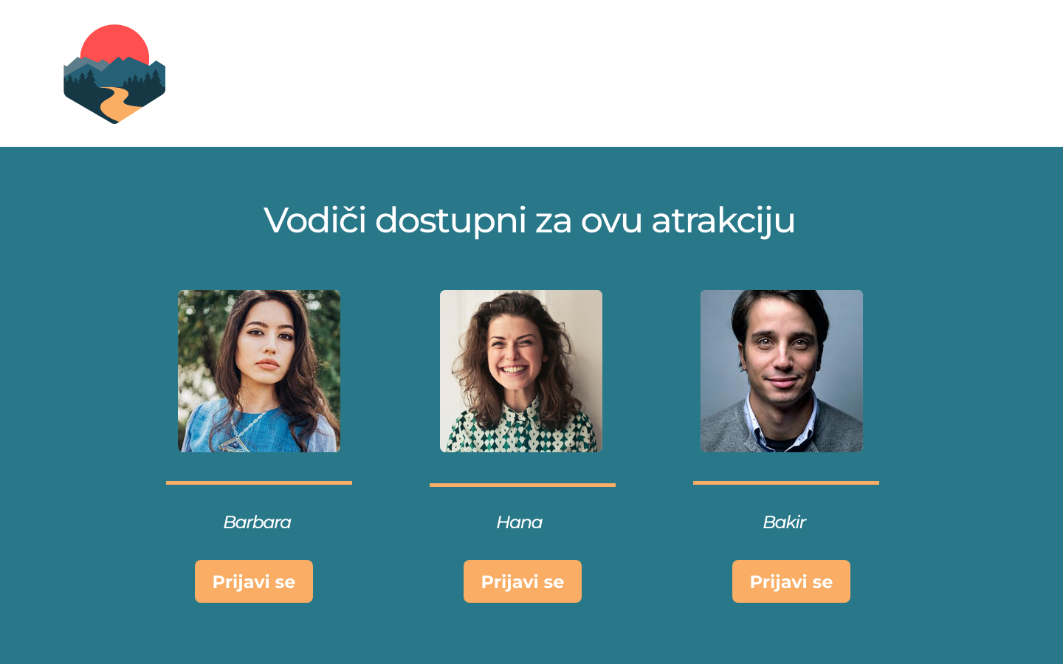 Vodiči dostupni za ovu atrakciju
Barbara
Hana
Bakir
Prijavi se
Prijavi se
Prijavi se